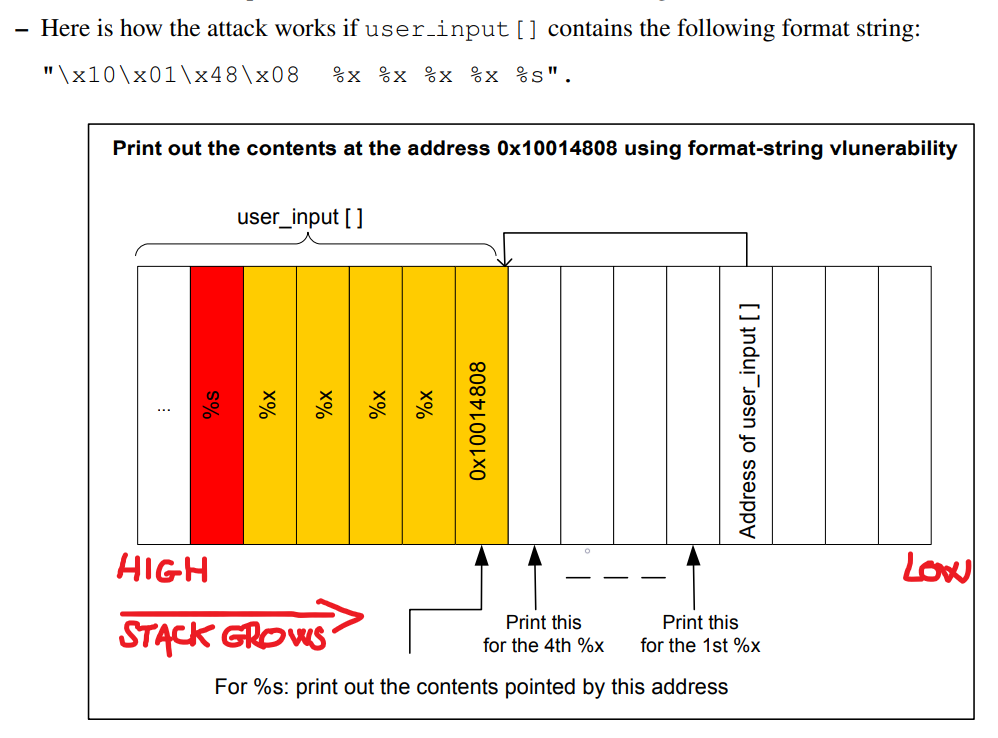 – Here is how the attack works if user_input[] contains the following format string:
"\x10\x01\x48\x08 %x %x %x %x %s".
Print out the contents at the address 0x10014808 using format-string vlunerability
user_input [ ]
...
%s
%x
%x
%x
%x
0x10014808
Address of user_input [ ]
HIGH
LOW
STACK GROWS
Print this
for the 4th %x
Print this
for the 1st %x
For %s: print out the contents pointed by this address